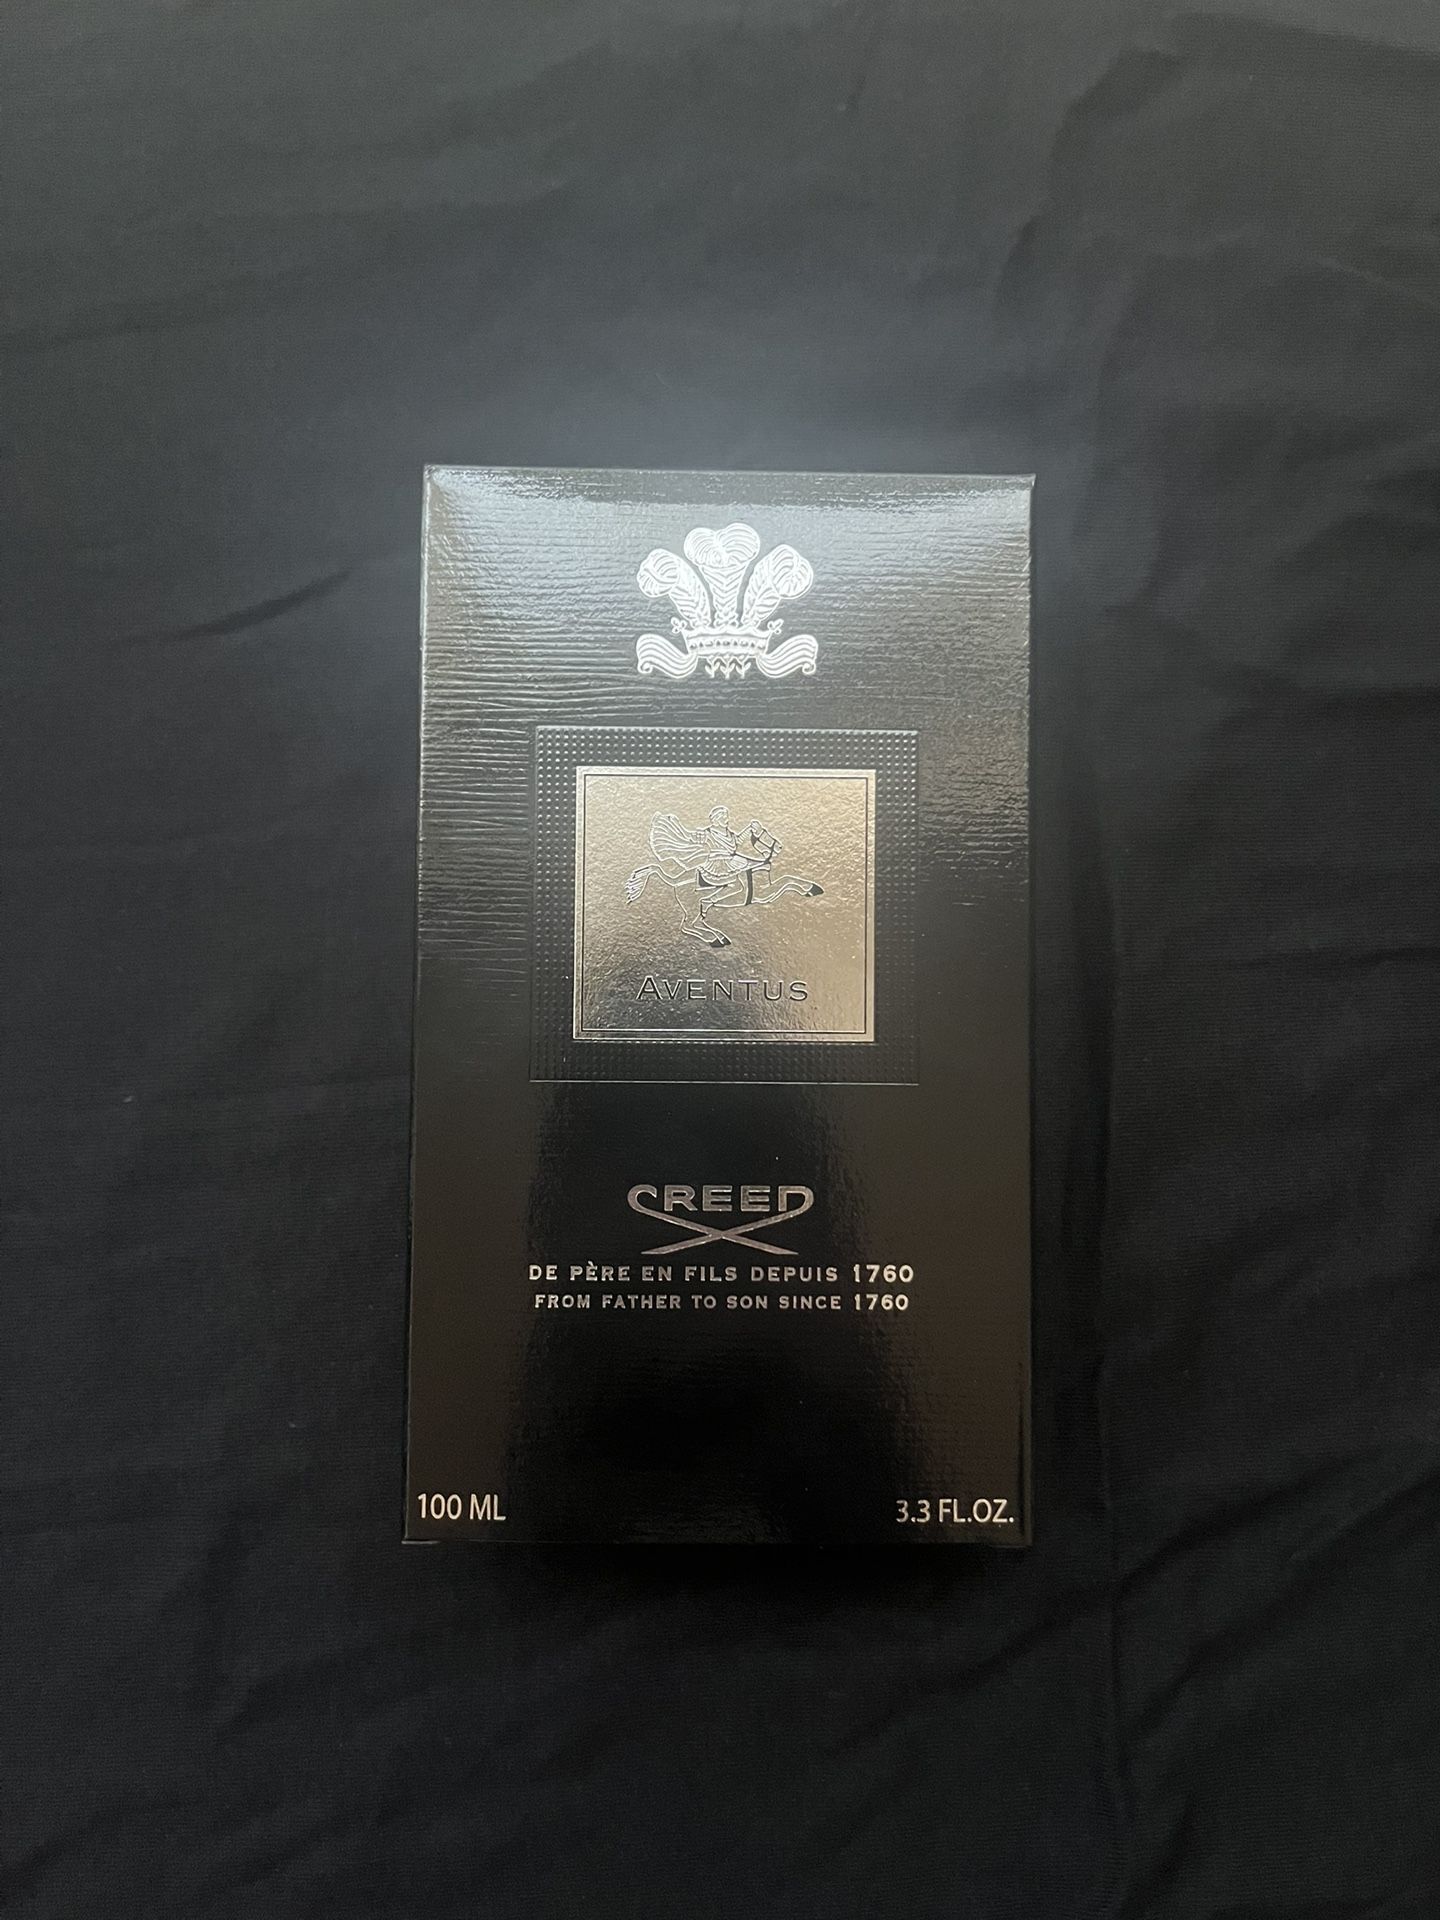 AVENTUS
CREED
DE PÈRE EN FILS DEPUIS 1760
FROM FATHER TO SON SINCE 1760
100 ML
3.3 FL.OZ.